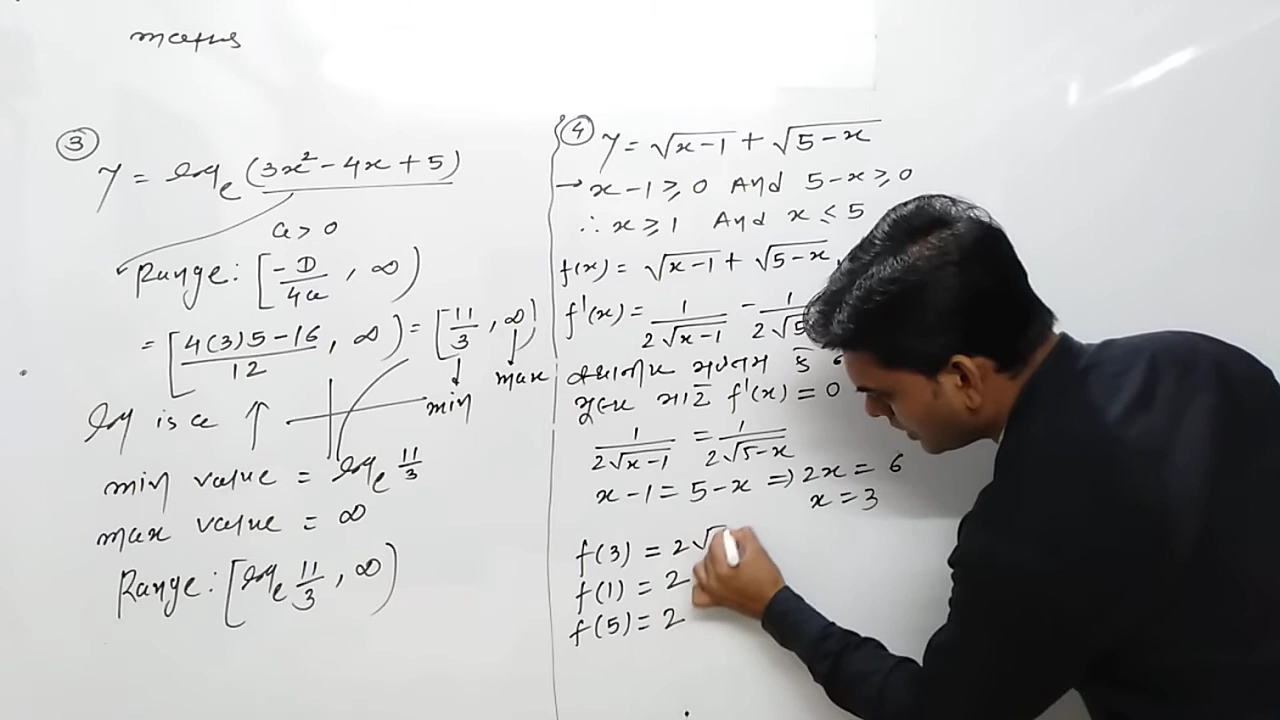 maths
③
y = log_e (3x² - 4x + 5)
a > 0
Range: [-D/4a, ∞)
= [4(3)5-16/12, ∞) = [11/3, ∞)
min max
log is a ↑
min value = log_e 11/3
max value = ∞
Range: [log_e 11/3, ∞)
④ y = √x-1 + √5-x
→ x - 1 ≥ 0 And 5 - x ≥ 0
∴ x ≥ 1 And x ≤ 5
f(x) = √x-1 + √5-x,
f'(x) = 1/2√x-1 - 1/2√5
f'(x) = 0
1/2√x-1 = 1/2√5-x
x - 1 = 5 - x ⇒ 2x = 6
x = 3
f(3) = 2√
f(1) = 2
f(5) = 2